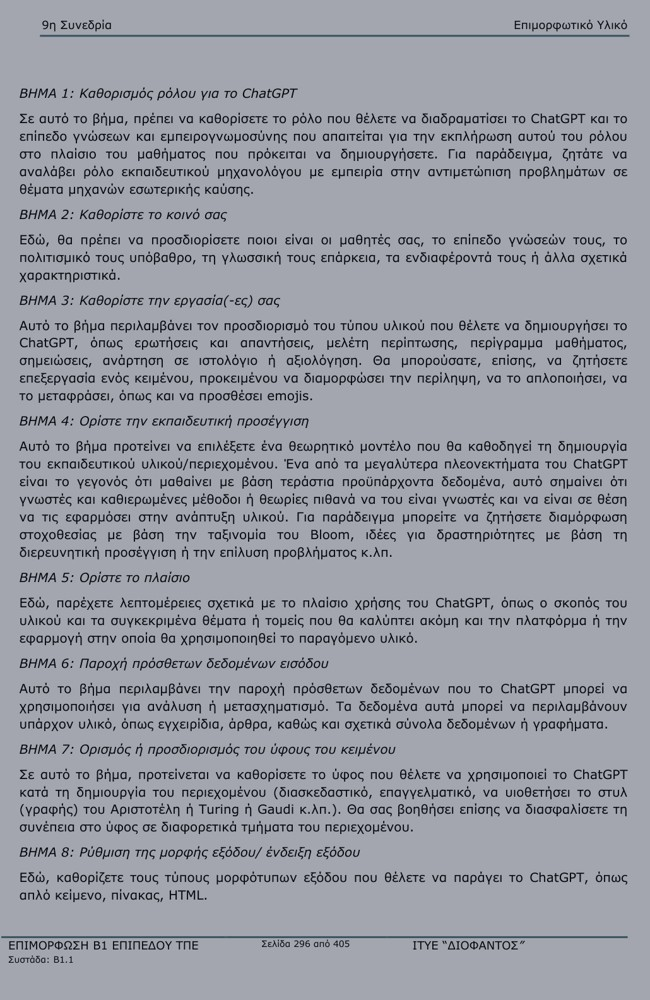 9η Συνεδρία Επιμορφωτικό Υλικό
ΒΗΜΑ 1: Καθορισμός ρόλου για το ChatGPT
Σε αυτό το βήμα, πρέπει να καθορίσετε το ρόλο που θέλετε να διαδραματίσει το ChatGPT και το
επίπεδο γνώσεων και εμπειρογνωμοσύνης που απαιτείται για την εκπλήρωση αυτού του ρόλου
στο πλαίσιο του μαθήματος που πρόκειται να δημιουργήσετε. Για παράδειγμα, ζητάτε να
αναλάβει ρόλο εκπαιδευτικού μηχανολόγου με εμπειρία στην αντιμετώπιση προβλημάτων σε
θέματα μηχανών εσωτερικής καύσης.
ΒΗΜΑ 2: Καθορίστε το κοινό σας
Εδώ, θα πρέπει να προσδιορίσετε ποιοι είναι οι μαθητές σας, το επίπεδο γνώσεών τους, το
πολιτισμικό τους υπόβαθρο, τη γλωσσική τους επάρκεια, τα ενδιαφέροντά τους ή άλλα σχετικά
χαρακτηριστικά.
ΒΗΜΑ 3: Καθορίστε την εργασία(-ες) σας
Αυτό το βήμα περιλαμβάνει τον προσδιορισμό του τύπου υλικού που θέλετε να δημιουργήσει το
ChatGPT, όπως ερωτήσεις και απαντήσεις, μελέτη περίπτωσης, περίγραμμα μαθήματος,
σημειώσεις, ανάρτηση σε ιστολόγιο ή αξιολόγηση. Θα μπορούσατε, επίσης, να ζητήσετε
επεξεργασία ενός κειμένου, προκειμένου να διαμορφώσει την περίληψη, να το απλοποιήσει, να
το μεταφράσει, όπως και να προσθέσει emojis.
ΒΗΜΑ 4: Ορίστε την εκπαιδευτική προσέγγιση
Αυτό το βήμα προτείνει να επιλέξετε ένα θεωρητικό μοντέλο που θα καθοδηγεί τη δημιουργία
του εκπαιδευτικού υλικού/περιεχομένου. Ένα από τα μεγαλύτερα πλεονεκτήματα του ChatGPT
είναι το γεγονός ότι μαθαίνει με βάση τεράστια προϋπάρχοντα δεδομένα, αυτό σημαίνει ότι
γνωστές και καθιερωμένες μέθοδοι ή θεωρίες πιθανά να του είναι γνωστές και να είναι σε θέση
να τις εφαρμόσει στην ανάπτυξη υλικού. Για παράδειγμα μπορείτε να ζητήσετε διαμόρφωση
στοχοθεσίας με βάση την ταξινομία του Bloom, ιδέες για δραστηριότητες με βάση τη
διερευνητική προσέγγιση ή την επίλυση προβλήματος κ.λπ.
ΒΗΜΑ 5: Ορίστε το πλαίσιο
Εδώ, παρέχετε λεπτομέρειες σχετικά με το πλαίσιο χρήσης του ChatGPT, όπως ο σκοπός του
υλικού και τα συγκεκριμένα θέματα ή τομείς που θα καλύπτει ακόμη και την πλατφόρμα ή την
εφαρμογή στην οποία θα χρησιμοποιηθεί το παραγόμενο υλικό.
ΒΗΜΑ 6: Παροχή πρόσθετων δεδομένων εισόδου
Αυτό το βήμα περιλαμβάνει την παροχή πρόσθετων δεδομένων που το ChatGPT μπορεί να
χρησιμοποιήσει για ανάλυση ή μετασχηματισμό. Τα δεδομένα αυτά μπορεί να περιλαμβάνουν
υπάρχον υλικό, όπως εγχειρίδια, άρθρα, καθώς και σχετικά σύνολα δεδομένων ή γραφήματα.
ΒΗΜΑ 7: Ορισμός ή προσδιορισμός του ύφους του κειμένου
Σε αυτό το βήμα, προτείνεται να καθορίσετε το ύφος που θέλετε να χρησιμοποιεί το ChatGPT
κατά τη δημιουργία του περιεχομένου (διασκεδαστικό, επαγγελματικό, να υιοθετήσει το στυλ
(γραφής) του Αριστοτέλη ή Turing ή Gaudi κ.λπ.). Θα σας βοηθήσει επίσης να διασφαλίσετε τη
συνέπεια στο ύφος σε διαφορετικά τμήματα του περιεχομένου.
ΒΗΜΑ 8: Ρύθμιση της μορφής εξόδου/ ένδειξη εξόδου
Εδώ, καθορίζετε τους τύπους μορφότυπων εξόδου που θέλετε να παράγει το ChatGPT, όπως
απλό κείμενο, πίνακας, HTML.
ΕΠΙΜΟΡΦΩΣΗ Β1 ΕΠΙΠΕΔΟΥ ΤΠΕ Σελίδα 296 από 405 ΙΤΥΕ “ΔΙΟΦΑΝΤΟΣ”
Συστάδα: Β1.1